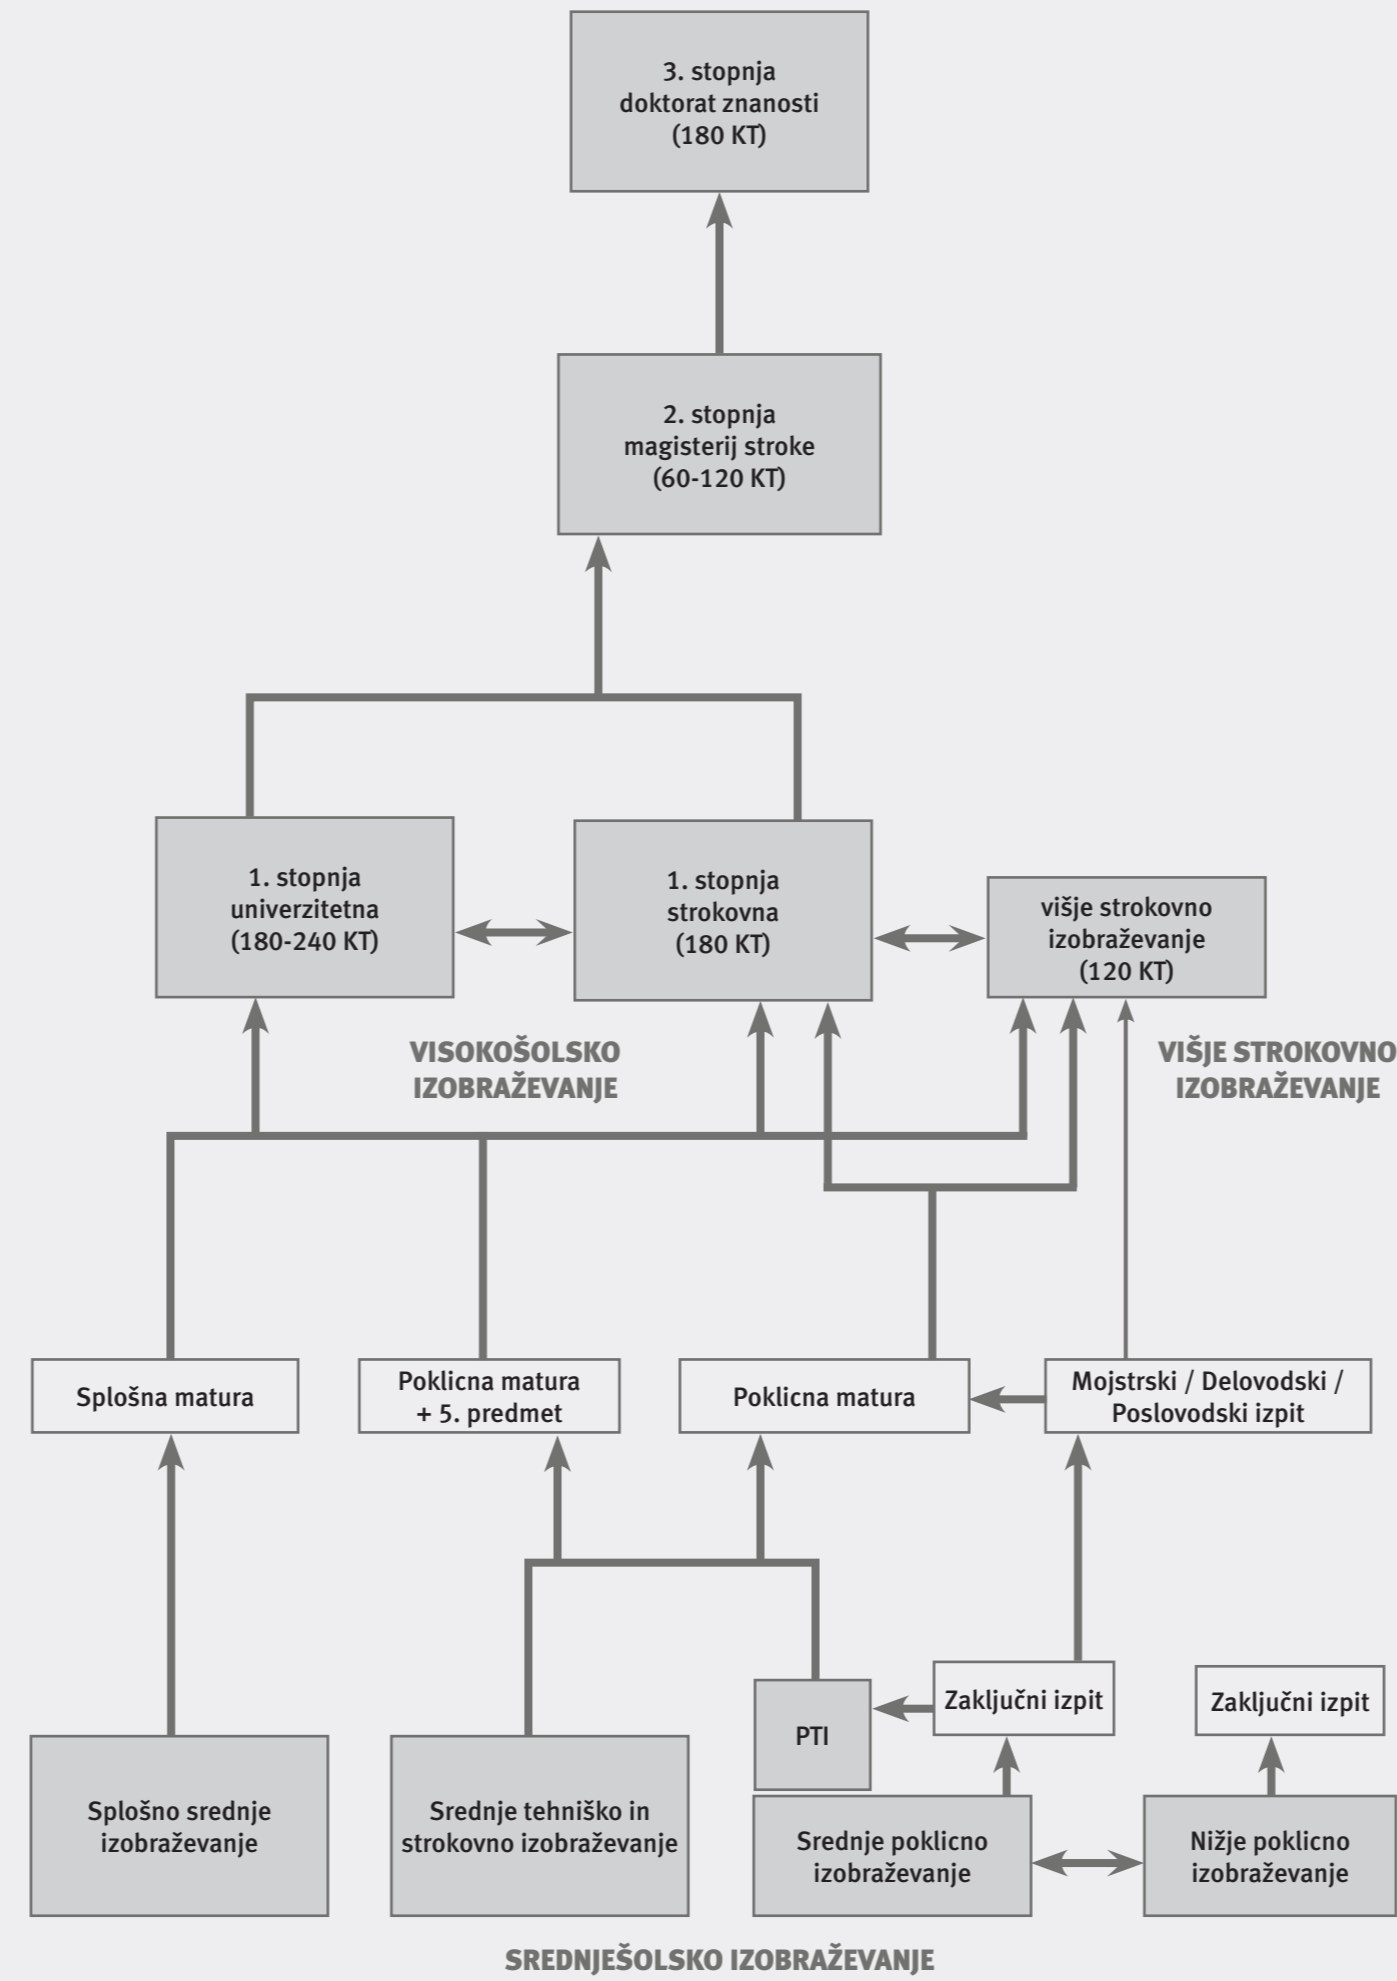 3. stopnja
doktorat znanosti
(180 KT)
2. stopnja
magisterij stroke
(60-120 KT)
1. stopnja
univerzitetna
(180-240 KT)
1. stopnja
strokovna
(180 KT)
višje strokovno
izobraževanje
(120 KT)
VISOKOŠOLSKO
IZOBRAŽEVANJE
VIŠJE STROKOVNO
IZOBRAŽEVANJE
Splošna matura
Poklicna matura
+ 5. predmet
Poklicna matura
Mojstrski / Delovodski /
Poslovodski izpit
Zaključni izpit
Zaključni izpit
PTI
Splošno srednje
izobraževanje
Srednje tehniško in
strokovno izobraževanje
Srednje poklicno
izobraževanje
Nižje poklicno
izobraževanje
SREDNJEŠOLSKO IZOBRAŽEVANJE